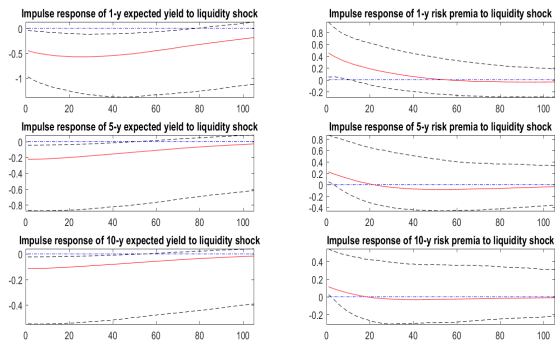 Impulse response of 1-y expected yield to liquidity shock
0
-0.5
-1
0 20 40 60 80 100
Impulse response of 1-y risk premia to liquidity shock
0.8
0.6
0.4
0.2
0
-0.2
0 20 40 60 80 100
Impulse response of 5-y expected yield to liquidity shock
0
-0.2
-0.4
-0.6
-0.8
0 20 40 60 80 100
Impulse response of 5-y risk premia to liquidity shock
0.8
0.6
0.4
0.2
0
-0.2
-0.4
0 20 40 60 80 100
Impulse response of 10-y expected yield to liquidity shock
0
-0.2
-0.4
0 20 40 60 80 100
Impulse response of 10-y risk premia to liquidity shock
0.4
0.2
0
-0.2
0 20 40 60 80 100